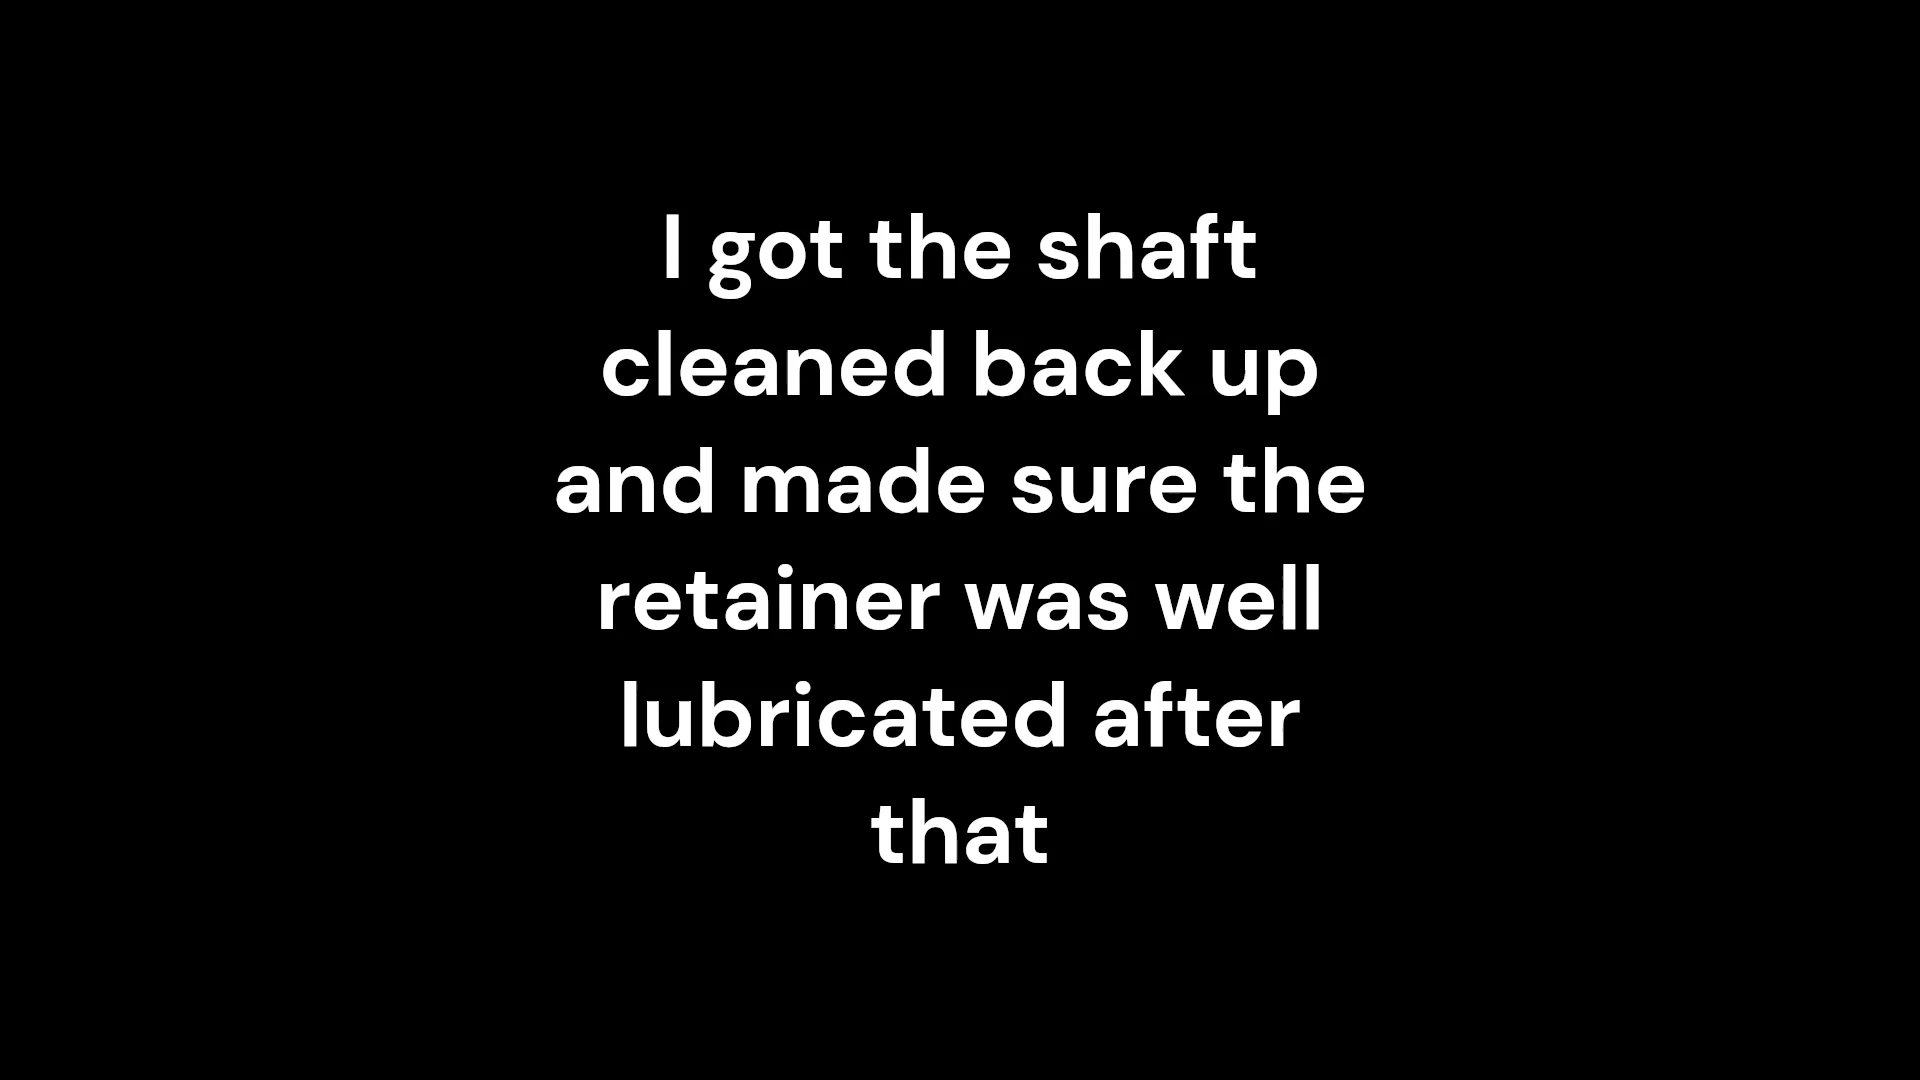 I got the shaft
cleaned back up
and made sure the
retainer was well
lubricated after
that